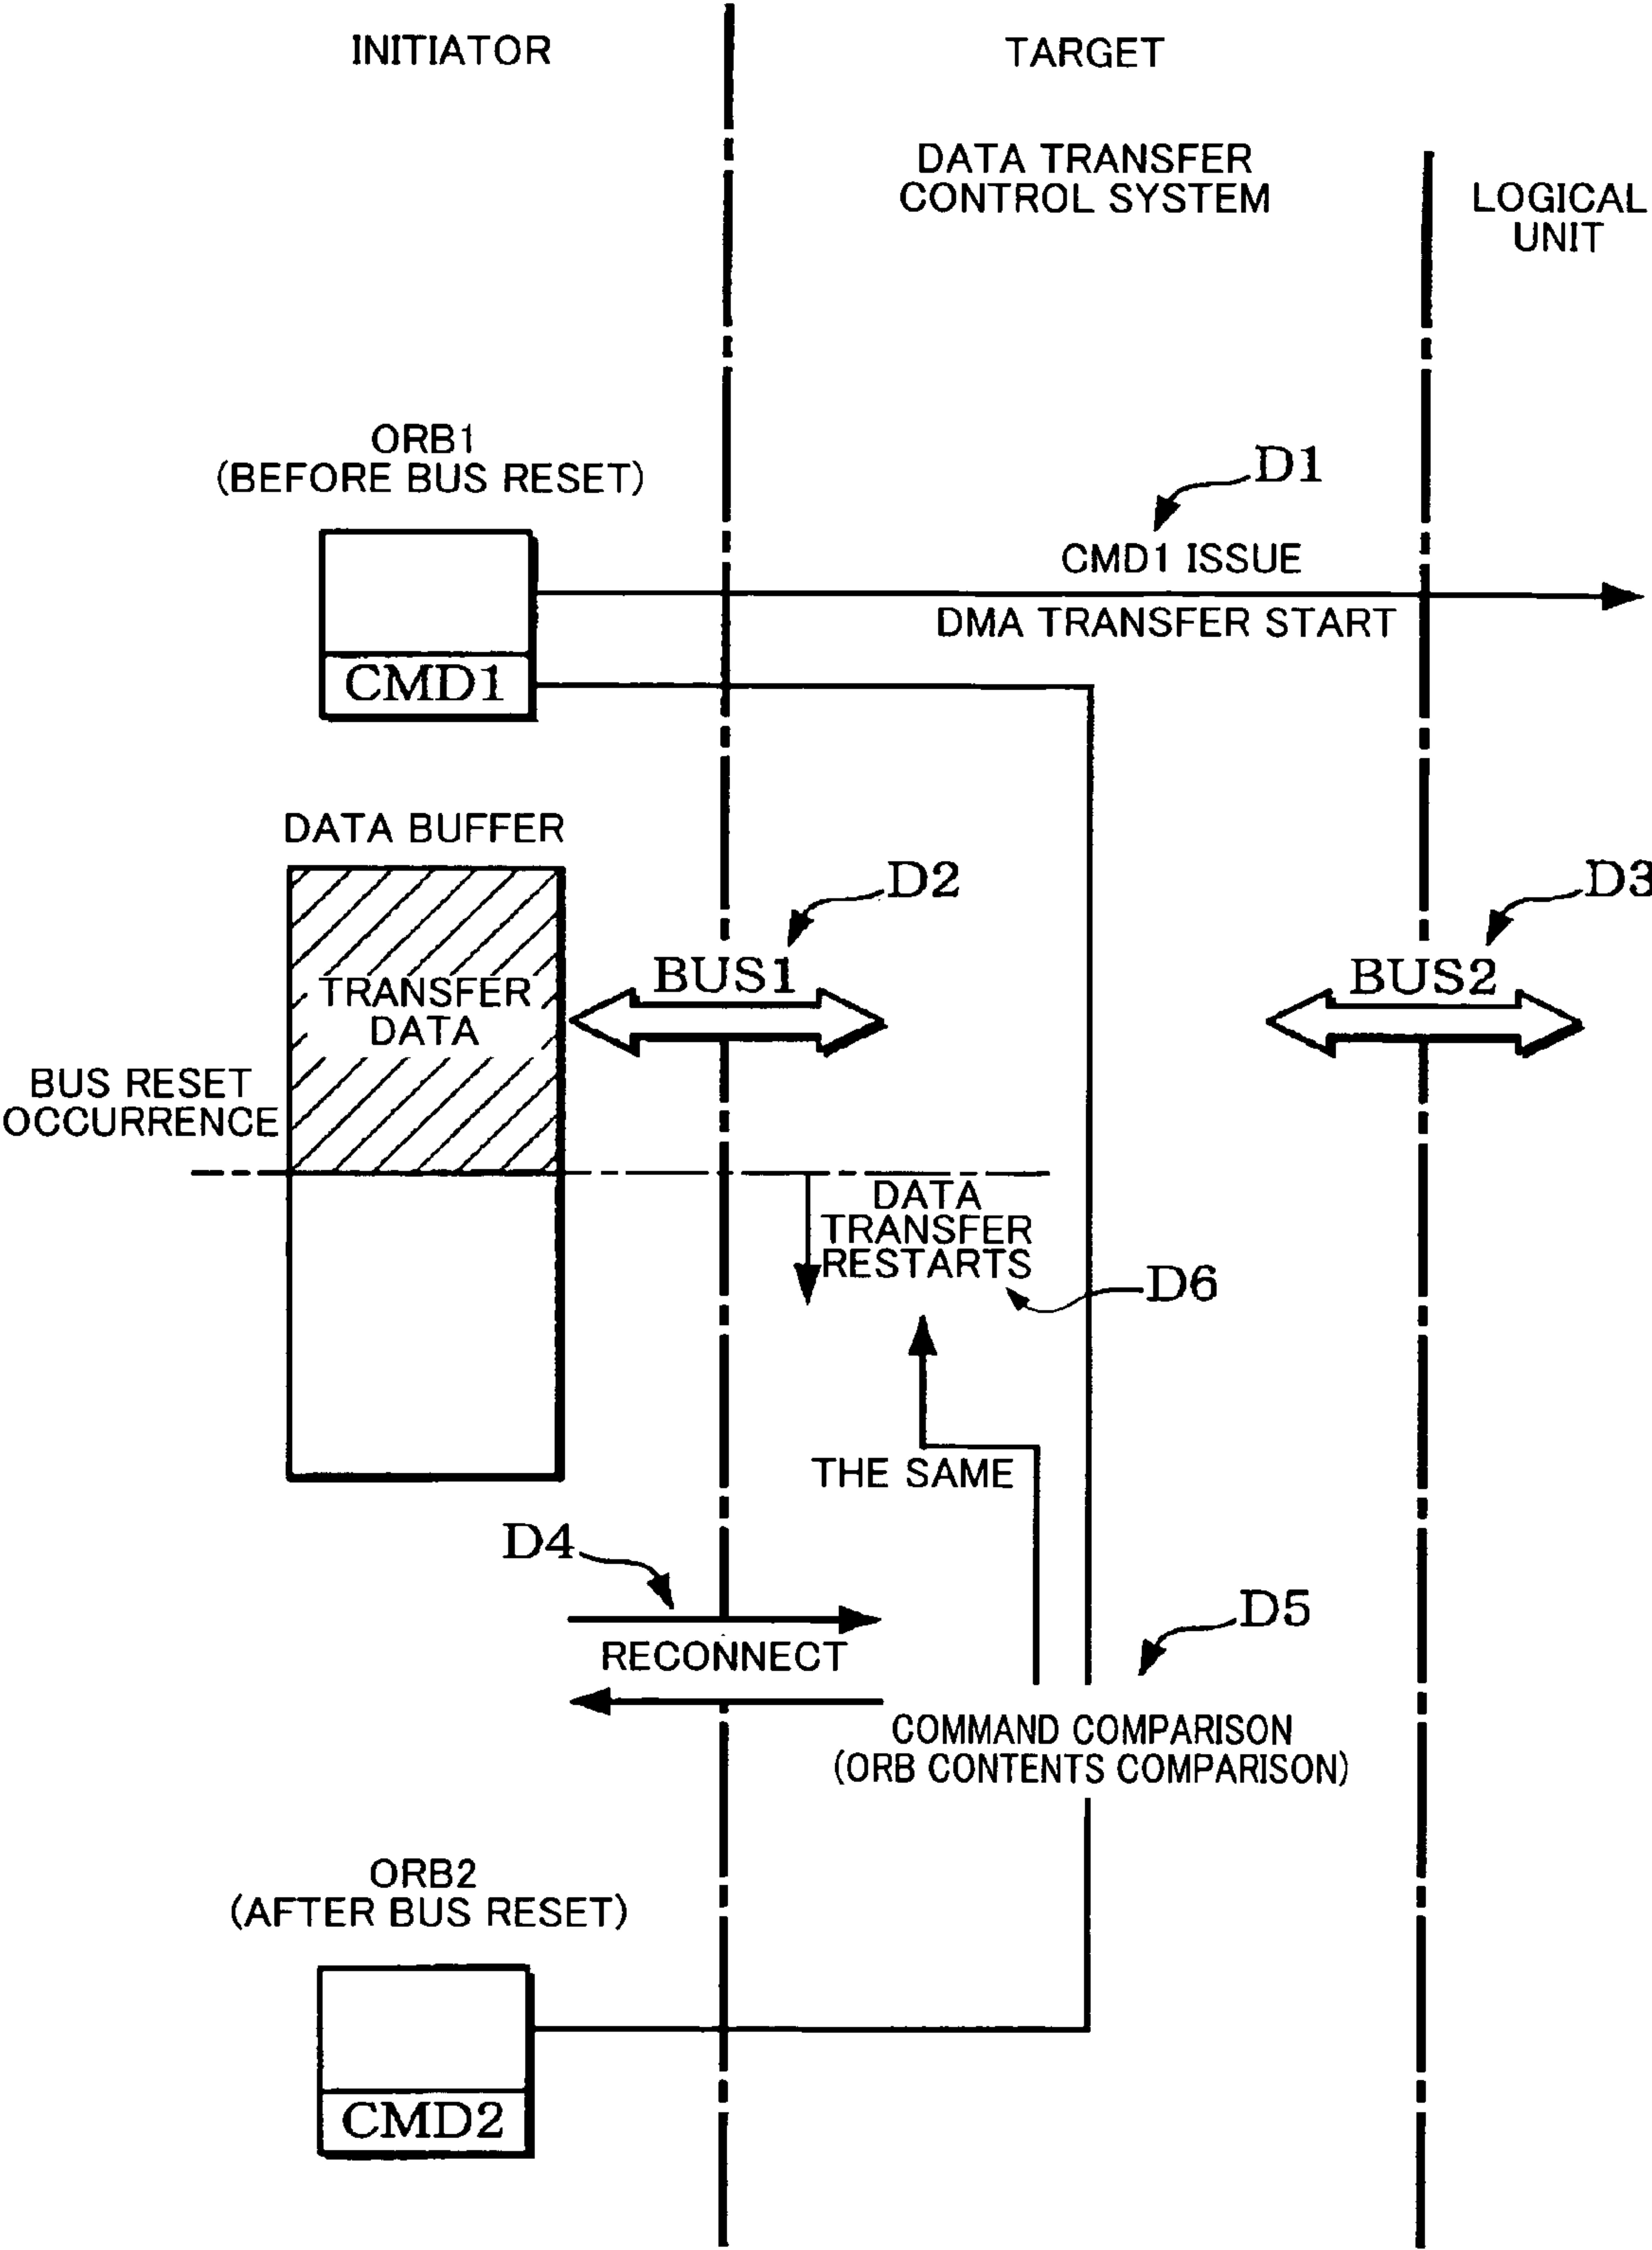 INITIATOR
TARGET
DATA TRANSFER
CONTROL SYSTEM
LOGICAL
UNIT
ORB1
(BEFORE BUS RESET)
D1
CMD1 ISSUE
DMA TRANSFER START
CMD1
DATA BUFFER
D2
D3
BUS1
BUS2
TRANSFER
DATA
BUS RESET
OCCURRENCE
DATA
TRANSFER
RESTARTS
D6
THE SAME
D4
D5
RECONNECT
COMMAND COMPARISON
(ORB CONTENTS COMPARISON)
ORB2
(AFTER BUS RESET)
CMD2